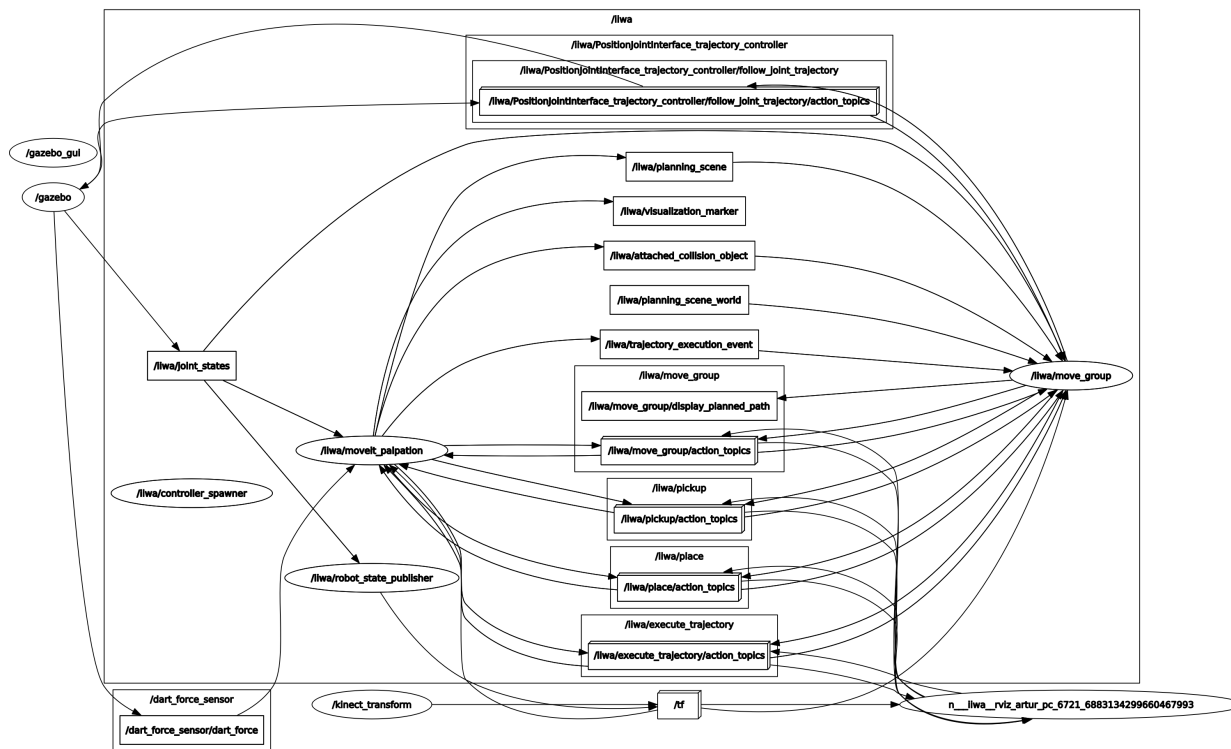 /iiwa
/iiwa/PositionJointInterface_trajectory_controller
/iiwa/PositionJointInterface_trajectory_controller/follow_joint_trajectory
/iiwa/PositionJointInterface_trajectory_controller/follow_joint_trajectory/action_topics
/gazebo_gui
/iiwa/planning_scene
/gazebo
/iiwa/visualization_marker
/iiwa/attached_collision_object
/iiwa/planning_scene_world
/iiwa/trajectory_execution_event
/iiwa/joint_states
/iiwa/move_group
/iiwa/move_group
/iiwa/move_group/display_planned_path
/iiwa/moveit_palpation
/iiwa/move_group/action_topics
/iiwa/controller_spawner
/iiwa/pickup
/iiwa/pickup/action_topics
/iiwa/place
/iiwa/robot_state_publisher
/iiwa/place/action_topics
/iiwa/execute_trajectory
/iiwa/execute_trajectory/action_topics
/dart_force_sensor
/kinect_transform
/tf
n__iiwa__rviz_artur_pc_6721_6883134299660467993
/dart_force_sensor/dart_force